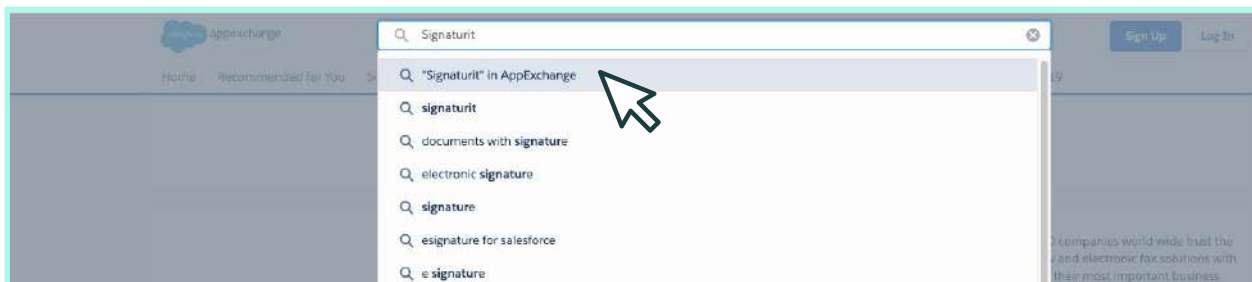 salesforce appexchange
Signaturit
Sign Up
Log In
Home
Recommended for You
"Signaturit" in AppExchange
signaturit
documents with signature
electronic signature
signature
esignature for salesforce
e signature
companies world wide trust the
and electronic fax solutions with
their most important business